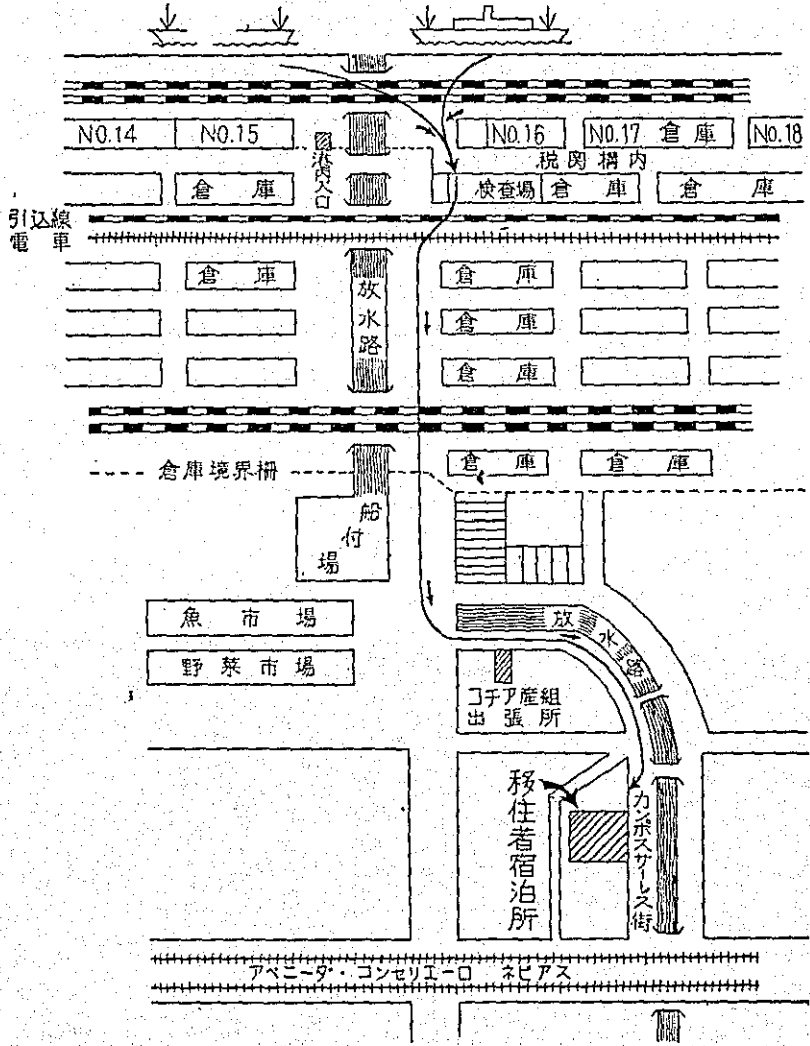 NO.14
NO.15
NO.16
NO.17 倉庫
NO.18
港内入口
税関構内
倉庫
検査場
倉庫
倉庫
引込線
電車
倉庫
倉庫
放水路
倉庫
倉庫
倉庫境界柵
倉庫
倉庫
船付場
魚市場
放水路
野菜市場
コチア産組
出張所
移住者宿泊所
カンポスサーレス街
アベニーダ・コンセリエーロ ネビアス